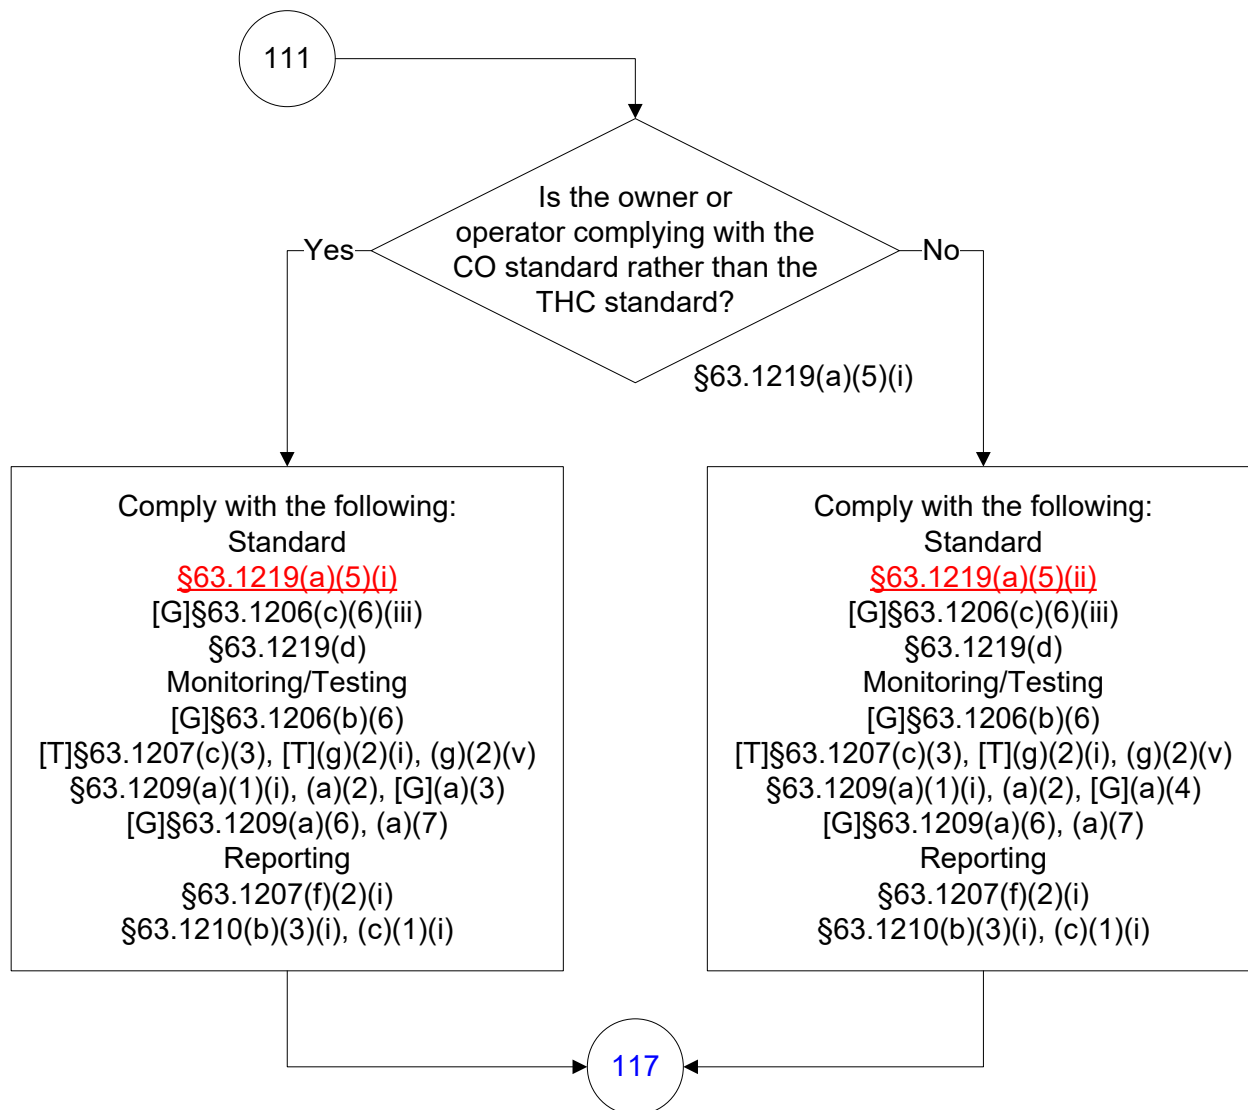 111
Is the owner or
operator complying with the
CO standard rather than the
THC standard?
Yes
No
§63.1219(a)(5)(i)
Comply with the following:
Standard
§63.1219(a)(5)(i)
[G]§63.1206(c)(6)(iii)
§63.1219(d)
Monitoring/Testing
[G]§63.1206(b)(6)
[T]§63.1207(c)(3), [T](g)(2)(i), (g)(2)(v)
§63.1209(a)(1)(i), (a)(2), [G](a)(3)
[G]§63.1209(a)(6), (a)(7)
Reporting
§63.1207(f)(2)(i)
§63.1210(b)(3)(i), (c)(1)(i)
Comply with the following:
Standard
§63.1219(a)(5)(ii)
[G]§63.1206(c)(6)(iii)
§63.1219(d)
Monitoring/Testing
[G]§63.1206(b)(6)
[T]§63.1207(c)(3), [T](g)(2)(i), (g)(2)(v)
§63.1209(a)(1)(i), (a)(2), [G](a)(4)
[G]§63.1209(a)(6), (a)(7)
Reporting
§63.1207(f)(2)(i)
§63.1210(b)(3)(i), (c)(1)(i)
117